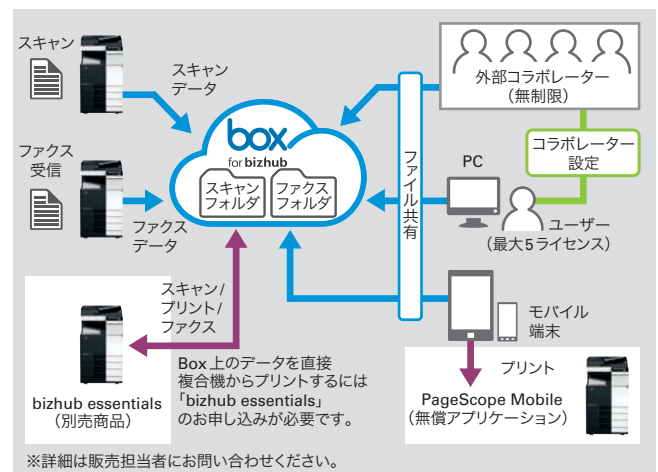 スキャン
スキャン
データ
ファクス
受信
ファクス
データ
box
for bizhub
スキャン
フォルダ
ファクス
フォルダ
ファイル共有
外部コラボレーター
（無制限）
コラボレーター
設定
PC
ユーザー
（最大5ライセンス）
モバイル
端末
プリント
PageScope Mobile
（無償アプリケーション）
スキャン/
プリント/
ファクス
bizhub essentials
（別売商品）
Box上のデータを直接
複合機からプリントするには
「bizhub essentials」
のお申し込みが必要です。
※詳細は販売担当者にお問い合わせください。